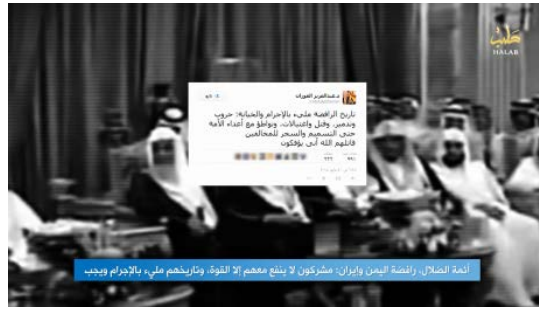 حلب
HALAB
د.عبدالعزيز الفوزان
تاريخ الرافضة مليء بالإجرام والخيانة: حروب
وتدمير، وقتل واغتيالات، وتواطؤ مع أعداء الأمة
حتى التسميم والسحر للمخالفين
قاتلهم الله أنى يؤفكون
أئمة الضلال، رافضة اليمن وإيران: مشركون لا ينفع معهم إلا القوة، وتاريخهم مليء بالإجرام ويجب